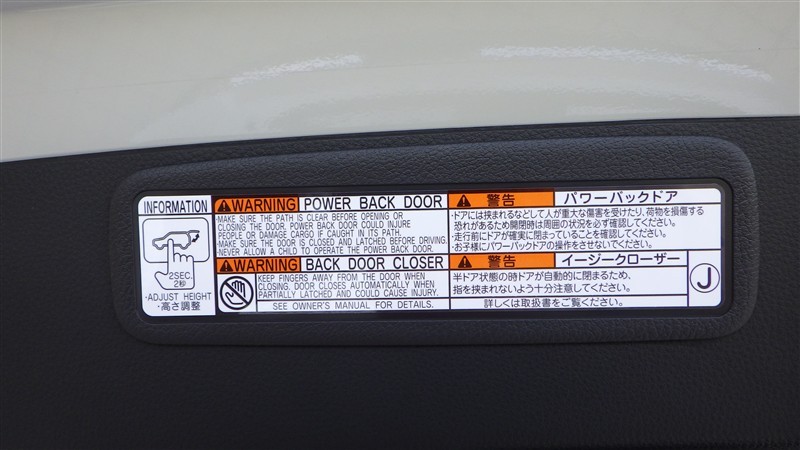 INFORMATION
2SEC.
2秒
·ADJUST HEIGHT
·高さ調整
WARNING POWER BACK DOOR
·MAKE SURE THE PATH IS CLEAR BEFORE OPENING OR
CLOSING THE DOOR. POWER BACK DOOR COULD INJURE
PEOPLE OR DAMAGE CARGO IF CAUGHT IN ITS PATH.
·MAKE SURE THE DOOR IS CLOSED AND LATCHED BEFORE DRIVING.
·NEVER ALLOW A CHILD TO OPERATE THE POWER BACK DOOR.
WARNING BACK DOOR CLOSER
KEEP FINGERS AWAY FROM THE DOOR WHEN
CLOSING. DOOR CLOSES AUTOMATICALLY WHEN
PARTIALLY LATCHED AND COULD CAUSE INJURY.
SEE OWNER'S MANUAL FOR DETAILS.
警告 パワーバックドア
·ドアには挟まれるなどして人が重大な傷害を受けたり、荷物を損傷する
恐れがあるため開閉時は周囲の状況を必ず確認してください。
·走行前にドアが確実に閉まっていることを確認してください。
·お子様にパワーバックドアの操作をさせないでください。
警告 イージークローザー
半ドア状態の時ドアが自動的に閉まるため、
指を挟まれないよう十分注意してください。
詳しくは取扱書をご覧ください。
J